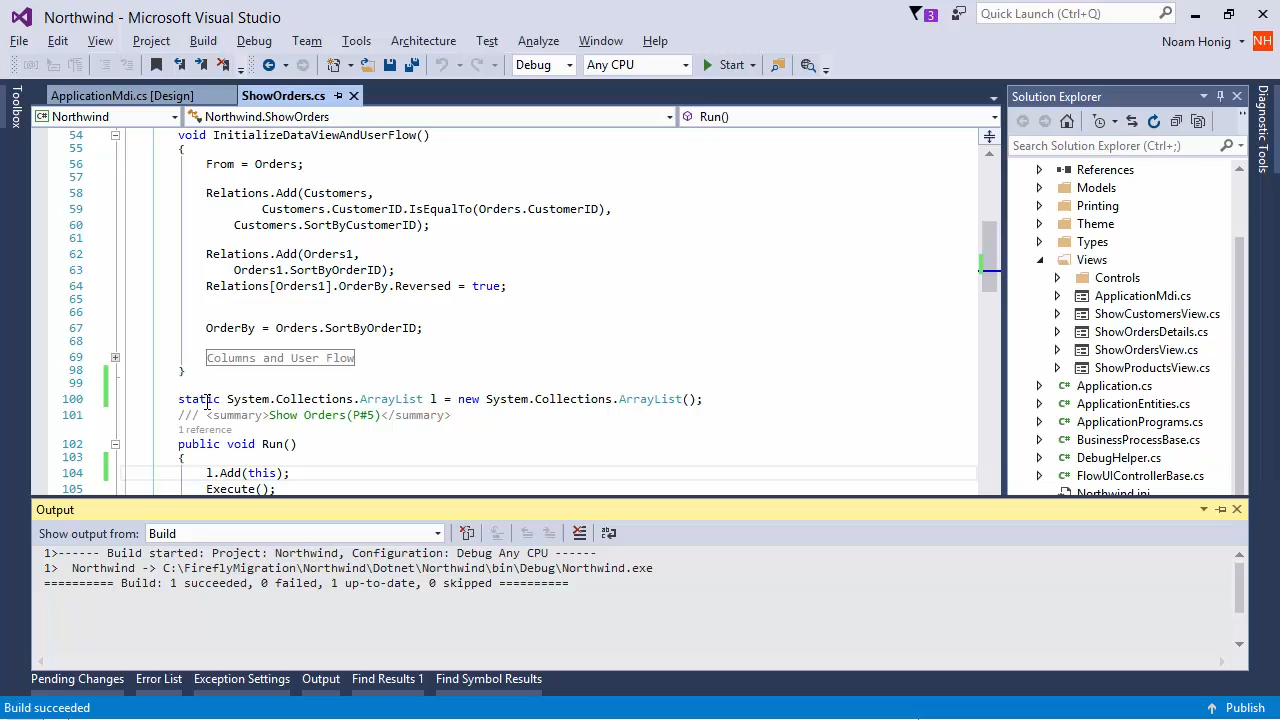 Northwind - Microsoft Visual Studio
3
Quick Launch (Ctrl+Q)
File Edit View Project Build Debug Team Tools Architecture Test Analyze Window Help
Noam Honig NH
Debug Any CPU Start
Toolbox
ApplicationMdi.cs [Design] ShowOrders.cs
Northwind Northwind.ShowOrders Run()
54 void InitializeDataViewAndUserFlow()
55 {
56 From = Orders;
57
58 Relations.Add(Customers,
59 Customers.CustomerID.IsEqualTo(Orders.CustomerID),
60 Customers.SortByCustomerID);
61
62 Relations.Add(Orders1,
63 Orders.SortByOrderID);
64 Relations[Orders1].OrderBy.Reversed = true;
65
66
67 OrderBy = Orders.SortByOrderID;
68
69 Columns and User Flow
98 }
99
100 static System.Collections.ArrayList l = new System.Collections.ArrayList();
101 /// <summary>Show Orders(P#5)</summary>
1 reference
102 public void Run()
103 {
104 l.Add(this);
105 Execute();
Solution Explorer
Search Solution Explorer (Ctrl+;)
References
Models
Printing
Theme
Types
Views
Controls
ApplicationMdi.cs
ShowCustomersView.cs
ShowOrdersDetails.cs
ShowOrdersView.cs
ShowProductsView.cs
Application.cs
ApplicationEntities.cs
ApplicationPrograms.cs
BusinessProcessBase.cs
DebugHelper.cs
FlowUIControllerBase.cs
Northwind.ini
Diagnostic Tools
Output
Show output from: Build
1>------ Build started: Project: Northwind, Configuration: Debug Any CPU ------
1> Northwind -> C:\FireflyMigration\Northwind\Dotnet\Northwind\bin\Debug\Northwind.exe
========== Build: 1 succeeded, 0 failed, 1 up-to-date, 0 skipped ==========
Pending Changes Error List Exception Settings Output Find Results 1 Find Symbol Results
Build succeeded Publish